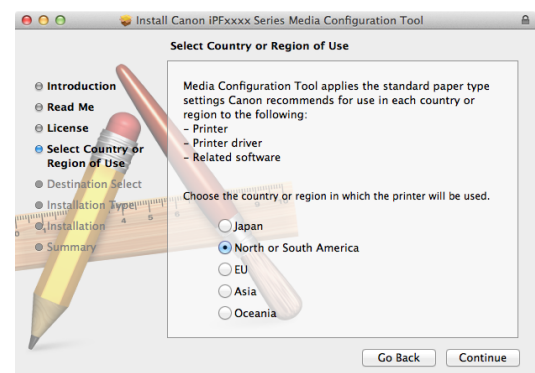 Install Canon iPFxxxx Series Media Configuration Tool
Select Country or Region of Use
Introduction
Read Me
License
Select Country or
Region of Use
Destination Select
Installation Type
Installation
Summary
Media Configuration Tool applies the standard paper type
settings Canon recommends for use in each country or
region to the following:
– Printer
– Printer driver
– Related software
Choose the country or region in which the printer will be used.
Japan
North or South America
EU
Asia
Oceania
4 5 6
Go Back
Continue